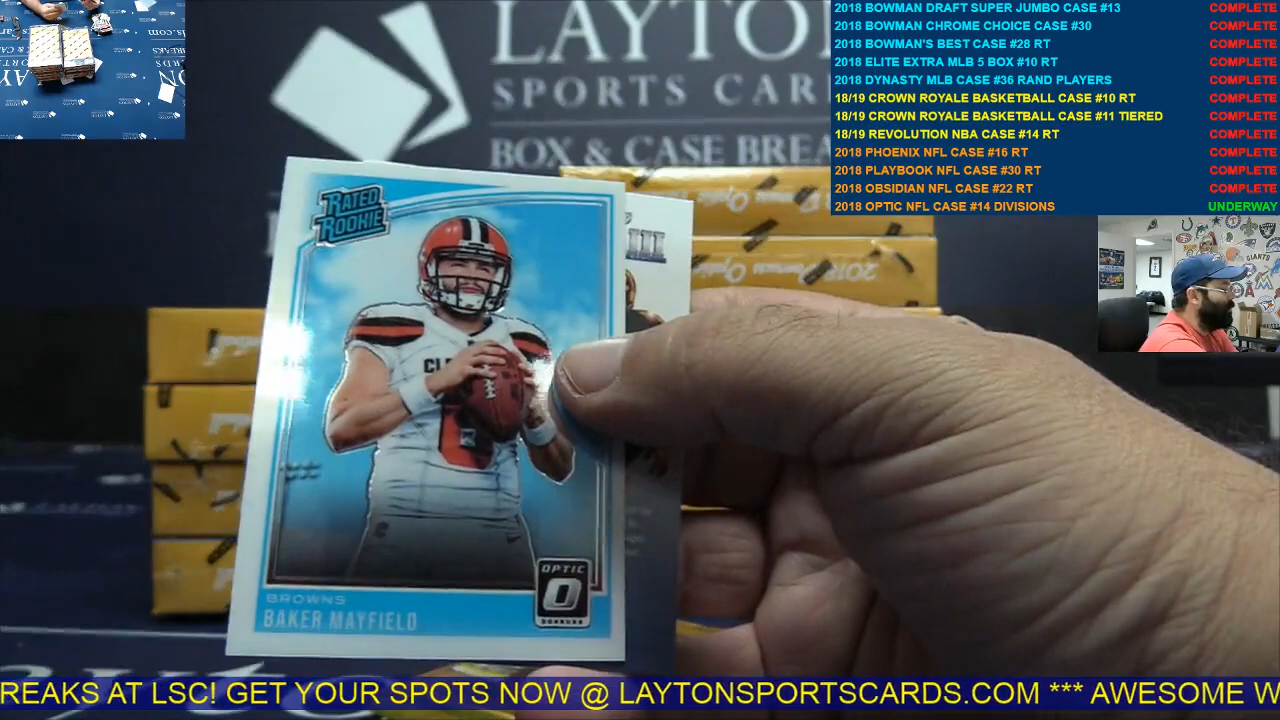 LAYTON
SPORTS CAR
BOX & CASE BREA
2018 BOWMAN DRAFT SUPER JUMBO CASE #13 COMPLETE
2018 BOWMAN CHROME CHOICE CASE #30 COMPLETE
2018 BOWMAN'S BEST CASE #28 RT COMPLETE
2018 ELITE EXTRA MLB 5 BOX #10 RT COMPLETE
2018 DYNASTY MLB CASE #36 RAND PLAYERS COMPLETE
18/19 CROWN ROYALE BASKETBALL CASE #10 RT COMPLETE
18/19 CROWN ROYALE BASKETBALL CASE #11 TIERED COMPLETE
18/19 REVOLUTION NBA CASE #14 RT COMPLETE
2018 PHOENIX NFL CASE #16 RT COMPLETE
2018 PLAYBOOK NFL CASE #30 RT COMPLETE
2018 OBSIDIAN NFL CASE #22 RT COMPLETE
2018 OPTIC NFL CASE #14 DIVISIONS UNDERWAY
RATED
ROOKIE
III
CL
OPTIC
O
DONRUSS
BROWNS
BAKER MAYFIELD
REAKS AT LSC! GET YOUR SPOTS NOW @ LAYTONSPORTSCARDS.COM *** AWESOME W